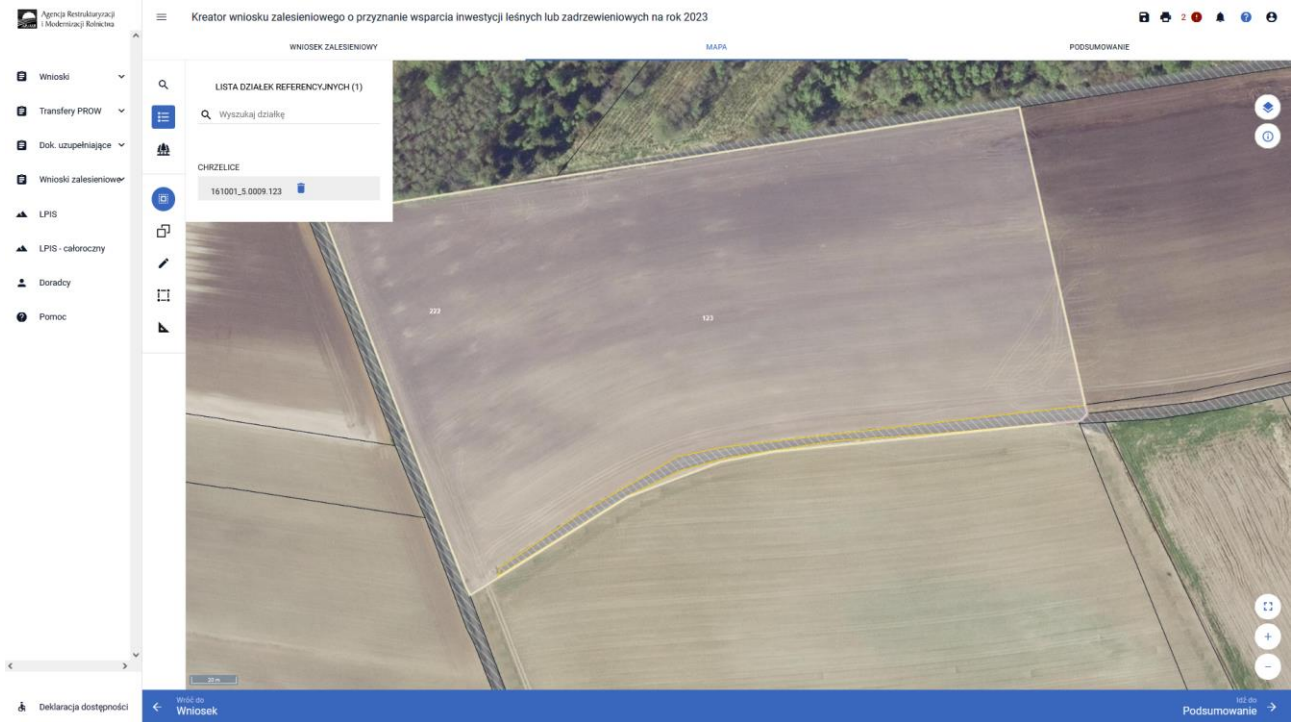 Agencja Restrukturyzacji
i Modernizacji Rolnictwa
Kreator wniosku zalesieniowego o przyznanie wsparcia inwestycji leśnych lub zadrzewieniowych na rok 2023
2
WNIOSEK ZALESIENIOWY
MAPA
PODSUMOWANIE
Wnioski
Transfery PROW
Dok. uzupełniające
Wnioski zalesieniowe
LPIS
LPIS - całoroczny
Doradcy
Pomoc
LISTA DZIAŁEK REFERENCYJNYCH (1)
Wyszukaj działkę
CHRZELICE
161001_5.0009.123
222
123
20 m
Deklaracja dostępności
Wróć do
Wniosek
Idź do
Podsumowanie